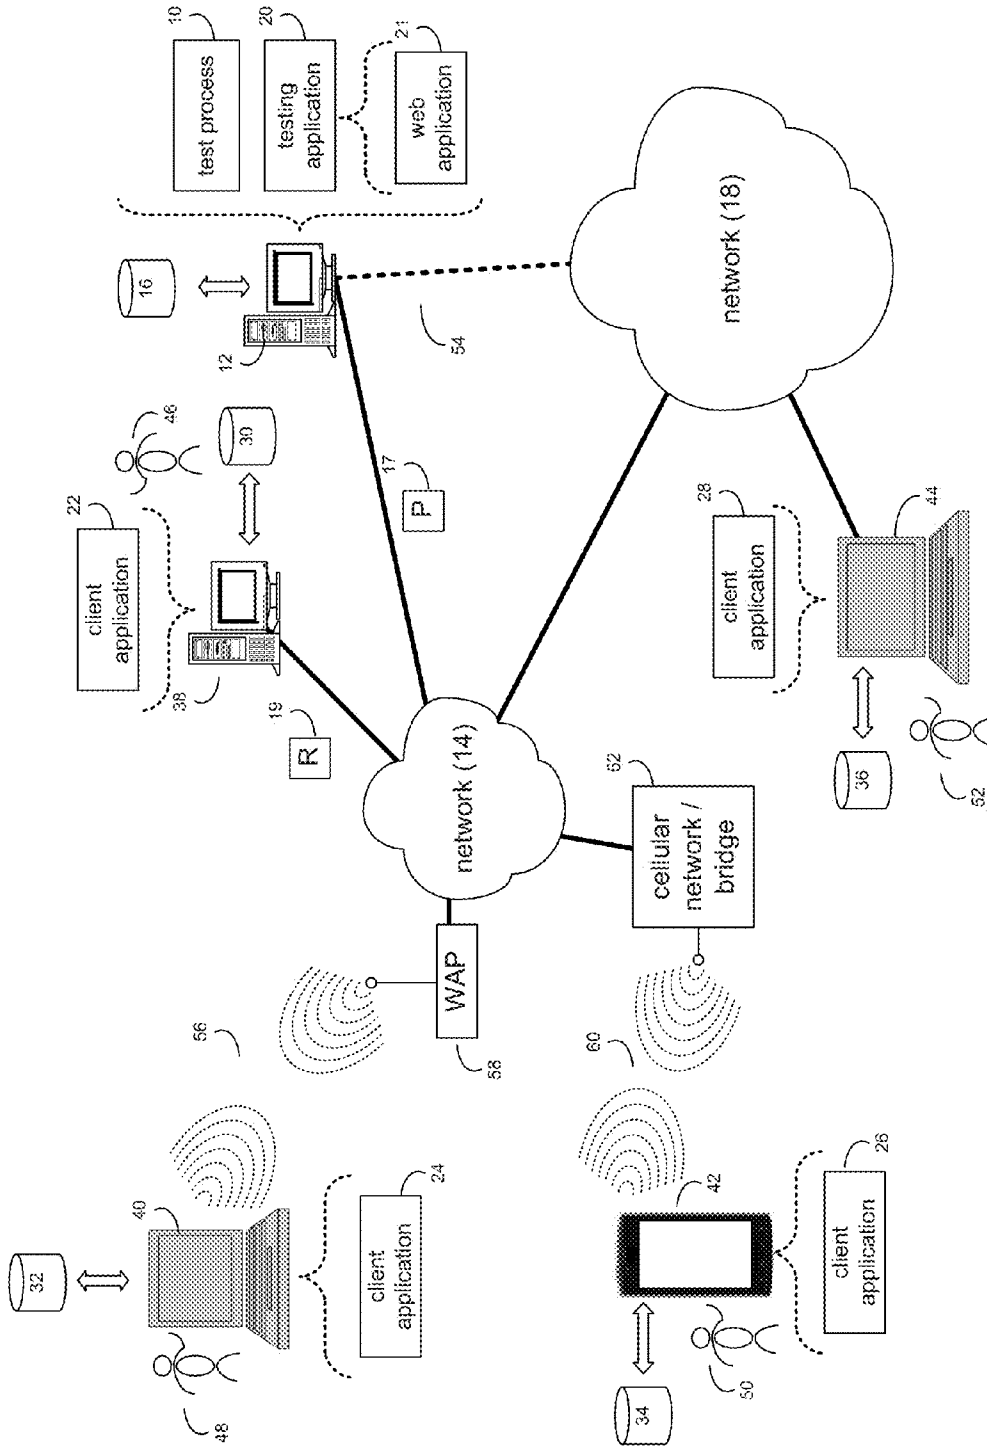 32
22
client
application
16
10
test process
40
46
38
56
48
12
30
20
testing
application
19
R
21
web
application
17
P
24
client
application
54
network (14)
WAP
58
60
34
62
cellular
network /
bridge
42
28
client
application
network (18)
50
26
client
application
36
44
52